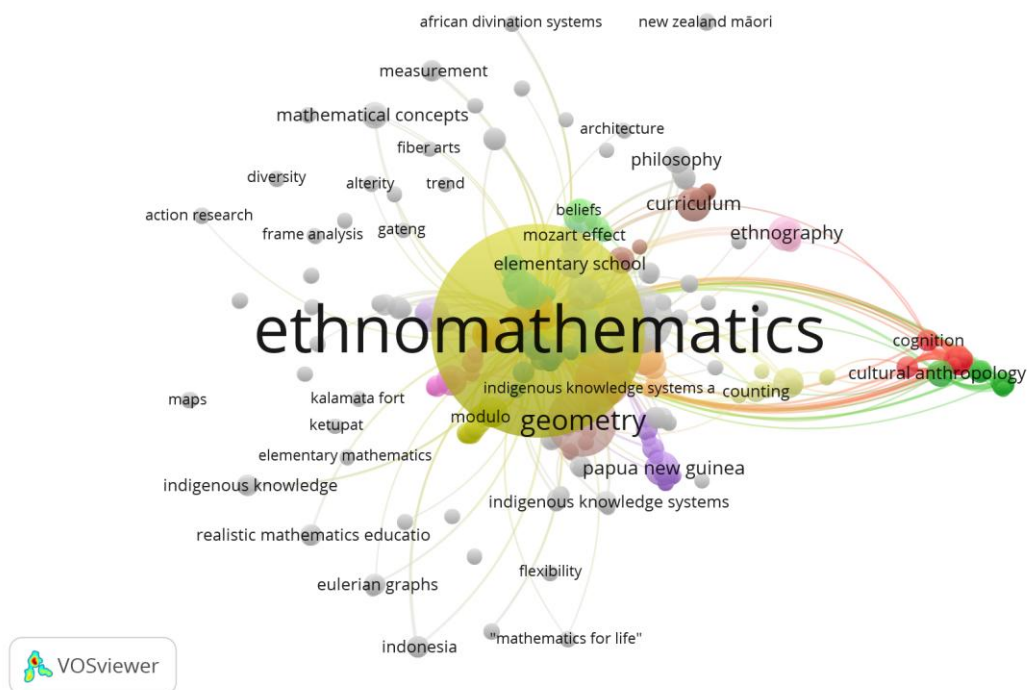 african divination systems
new zealand māori
measurement
mathematical concepts
architecture
fiber arts
philosophy
diversity
alterity
trend
curriculum
action research
beliefs
frame analysis
gateng
mozart effect
ethnography
elementary school
ethnomathematics
cognition
cultural anthropology
indigenous knowledge systems a
counting
maps
kalamata fort
modulo
geometry
ketupat
elementary mathematics
papua new guinea
indigenous knowledge
indigenous knowledge systems
realistic mathematics educatio
flexibility
eulerian graphs
"mathematics for life"
indonesia
VOSviewer